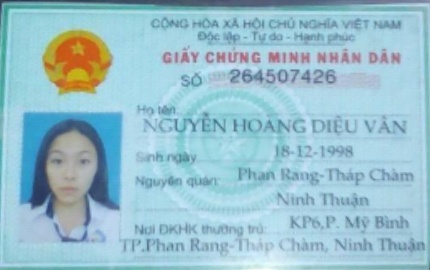 CỘNG HÒA XÃ HỘI CHỦ NGHĨA VIỆT NAM
Độc lập - Tự do - Hạnh phúc
GIẤY CHỨNG MINH NHÂN DÂN
SỐ 264507426
Họ tên:
NGUYỄN HOÀNG DIỆU VÂN
Sinh ngày 18-12-1998
Nguyên quán: Phan Rang-Tháp Chàm
Ninh Thuận
Nơi ĐKHK thường trú: KP6,P. Mỹ Bình
TP.Phan Rang-Tháp Chàm, Ninh Thuận